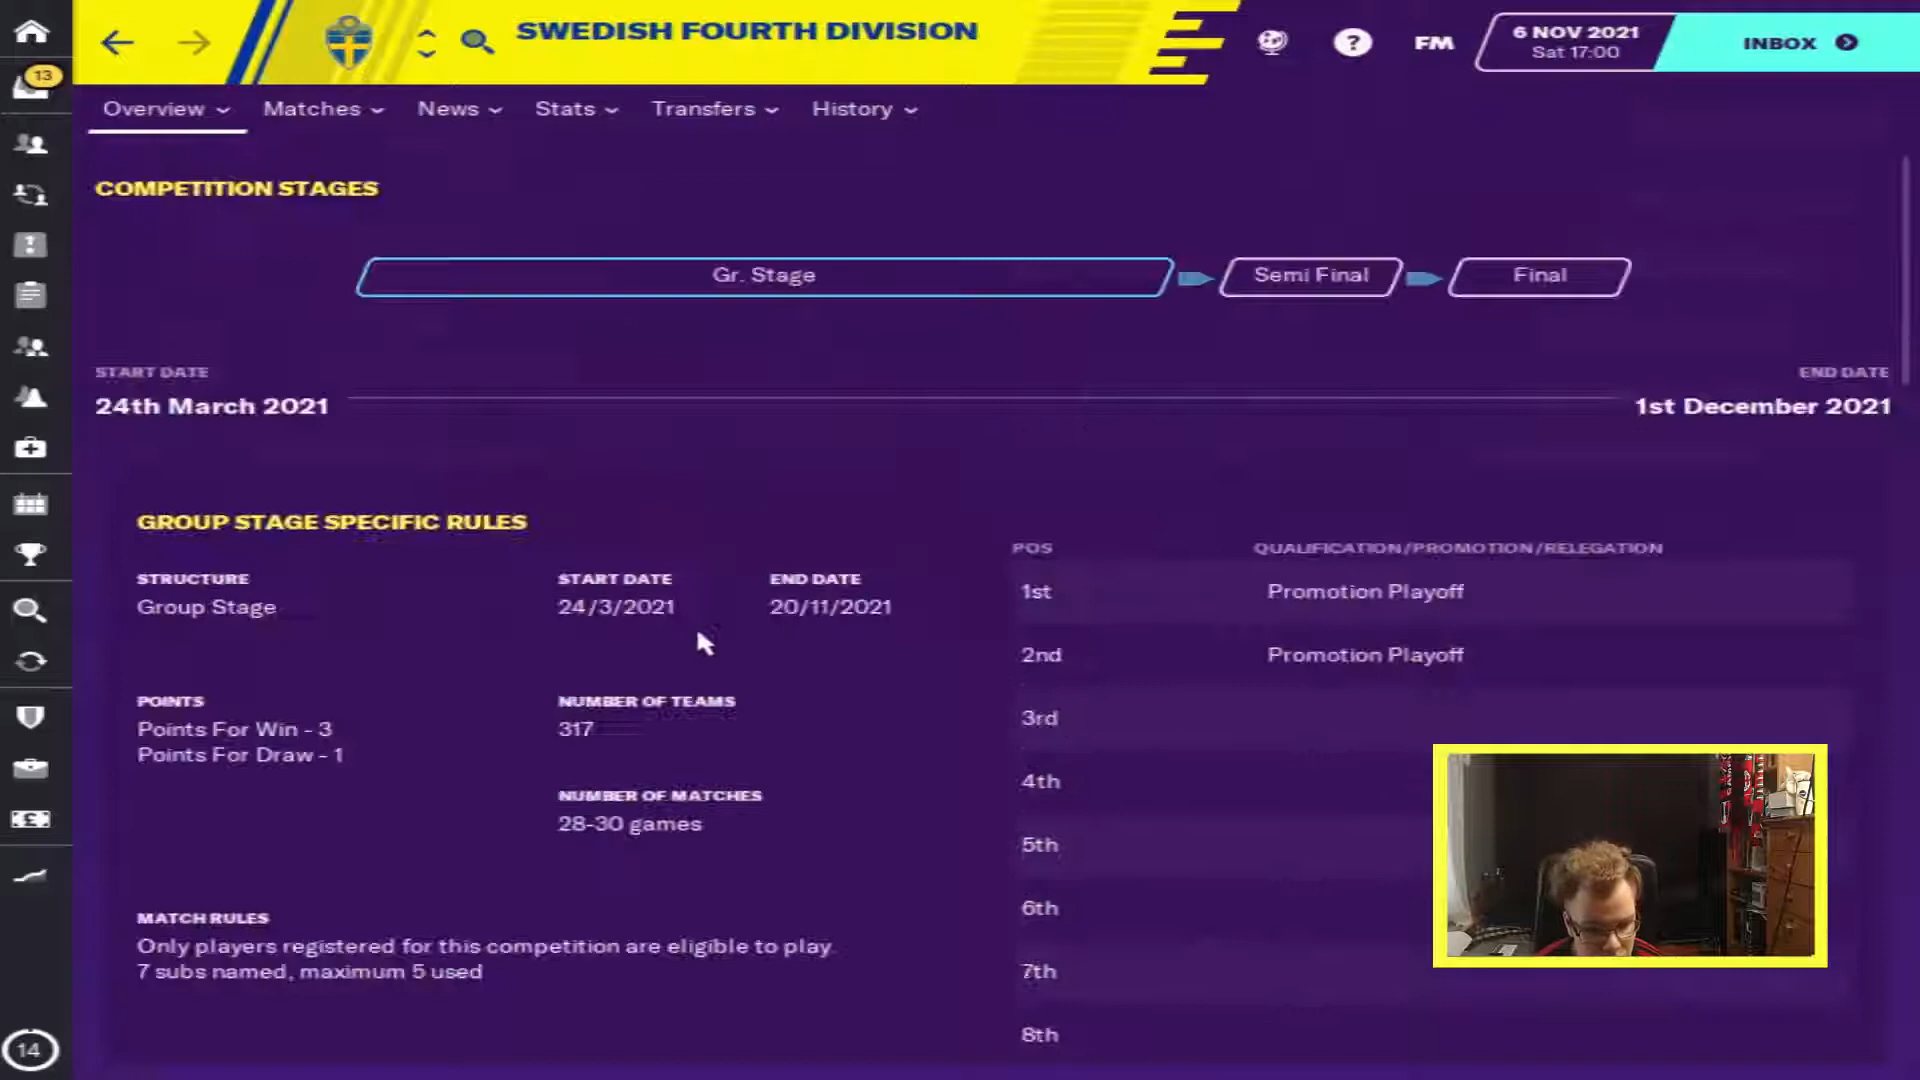 SWEDISH FOURTH DIVISION
?
FM
6 NOV 2021
Sat 17:00
INBOX
13
Overview
Matches
News
Stats
Transfers
History
COMPETITION STAGES
Gr. Stage
Semi Final
Final
START DATE
END DATE
24th March 2021
1st December 2021
GROUP STAGE SPECIFIC RULES
POS
QUALIFICATION/PROMOTION/RELEGATION
STRUCTURE
START DATE
END DATE
Group Stage
24/3/2021
20/11/2021
1st
Promotion Playoff
2nd
Promotion Playoff
POINTS
NUMBER OF TEAMS
Points For Win - 3
317
Points For Draw - 1
3rd
4th
NUMBER OF MATCHES
28-30 games
5th
6th
MATCH RULES
Only players registered for this competition are eligible to play.
7 subs named, maximum 5 used
7th
8th
14